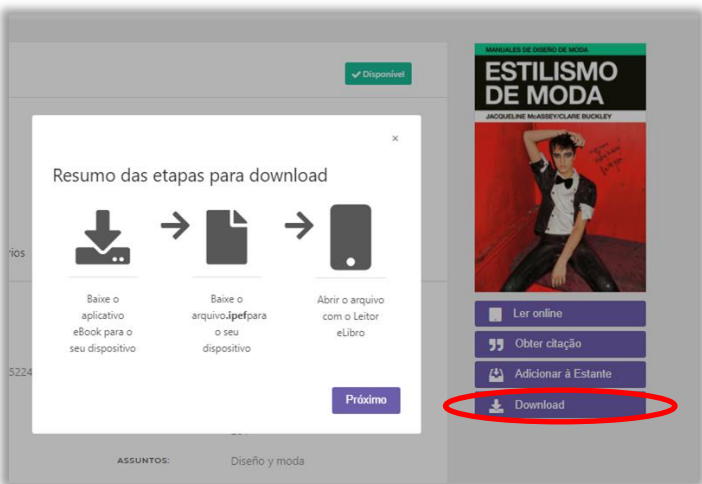 Disponível
Resumo das etapas para download
Baixe o
aplicativo
eBook para o
seu dispositivo
Baixe o
arquivo.ipefpara
o seu
dispositivo
Abrir o arquivo
com o Leitor
eLibro
Próximo
5224
ASSUNTOS: Diseño y moda
MANUALES DE DISEÑO DE MODA
ESTILISMO
DE MODA
JACQUELINE McASSEY/CLARE BUCKLEY
Ler online
Obter citação
Adicionar à Estante
Download